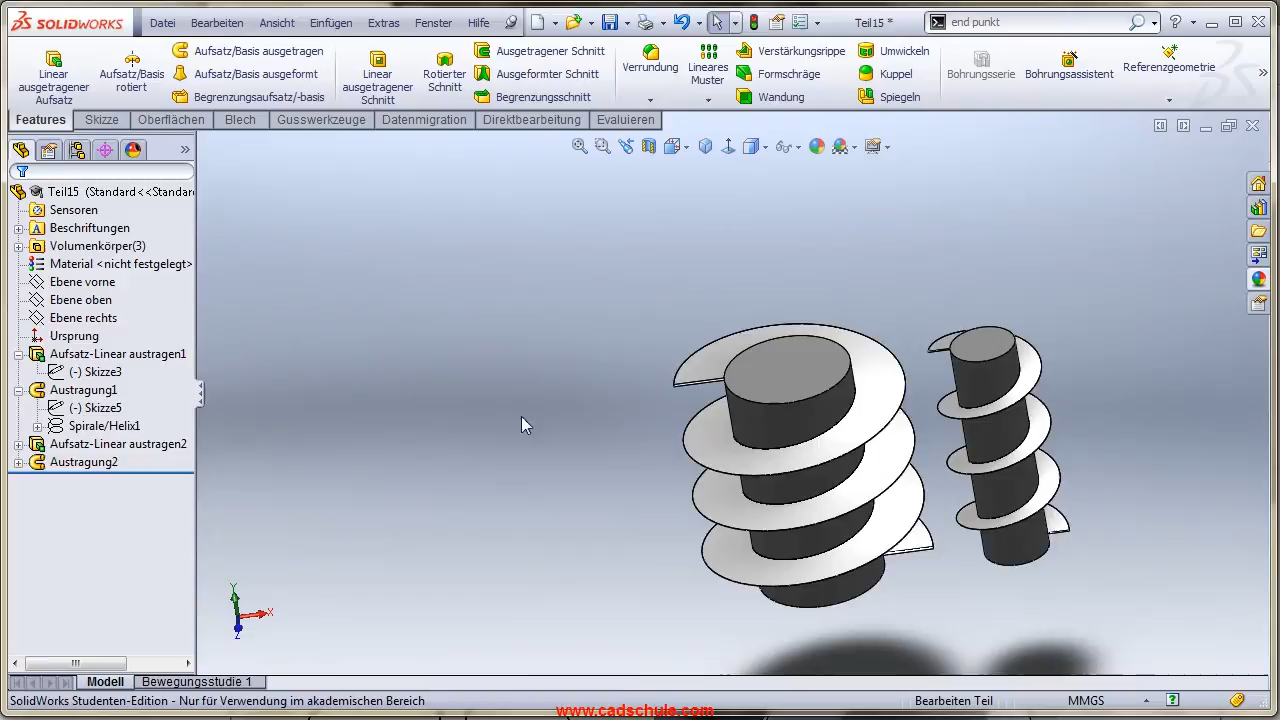 SOLIDWORKS Datei Bearbeiten Ansicht Einfügen Extras Fenster Hilfe Teil15 * end punkt
Linear ausgetragener Aufsatz
Aufsatz/Basis rotiert
Aufsatz/Basis ausgetragen
Aufsatz/Basis ausgeformt
Begrenzungsaufsatz/-basis
Linear ausgetragener Schnitt
Rotierter Schnitt
Ausgetragener Schnitt
Ausgeformter Schnitt
Begrenzungsschnitt
Verrundung
Lineares Muster
Verstärkungsrippe
Formschräge
Wandung
Umwickeln
Kuppel
Spiegeln
Bohrungsserie
Bohrungsassistent
Referenzgeometrie
Features Skizze Oberflächen Blech Gusswerkzeuge Datenmigration Direktbearbeitung Evaluieren
Teil15 (Standard<<Standar
Sensoren
Beschriftungen
Volumenkörper(3)
Material <nicht festgelegt>
Ebene vorne
Ebene oben
Ebene rechts
Ursprung
Aufsatz-Linear austragen1
(-) Skizze3
Austragung1
(-) Skizze5
Spirale/Helix1
Aufsatz-Linear austragen2
Austragung2
Y
X
Z
Modell Bewegungsstudie 1
SolidWorks Studenten-Edition - Nur für Verwendung im akademischen Bereich Bearbeiten Teil MMGS
www.cadschule.com